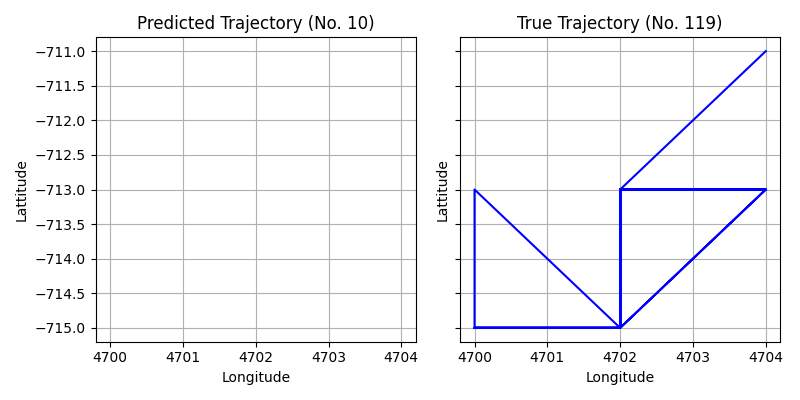 Predicted Trajectory (No. 10)
True Trajectory (No. 119)
−711.0
−711.5
−712.0
−712.5
−713.0
−713.5
−714.0
−714.5
−715.0
Lattitude
Lattitude
4700 4701 4702 4703 4704
4700 4701 4702 4703 4704
Longitude
Longitude